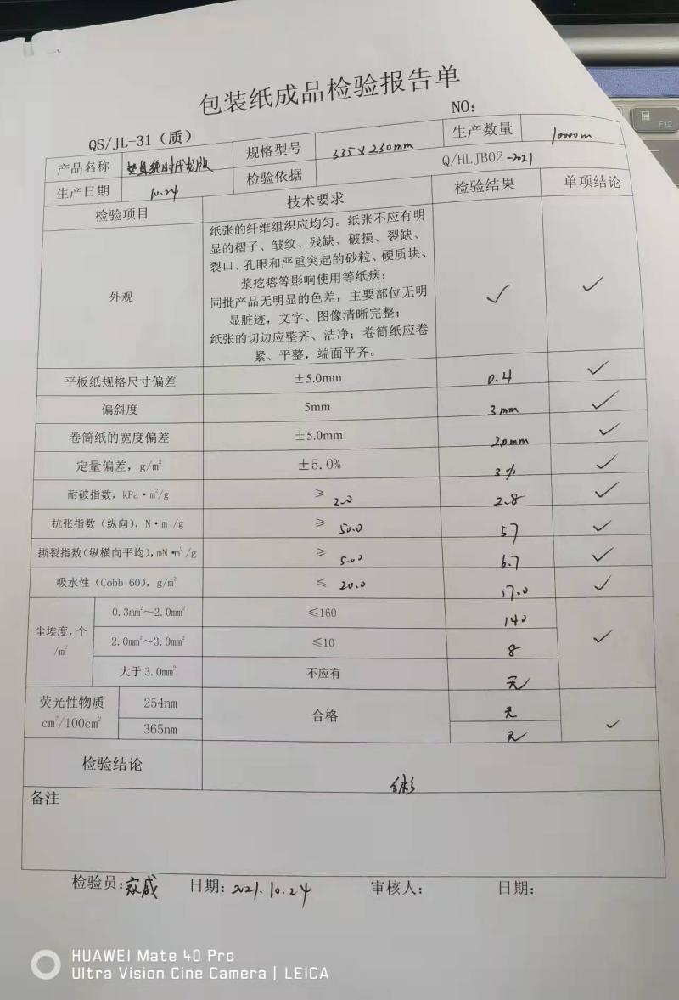 包装纸成品检验报告单
QS/JL-31（质）
NO:
产品名称
规格型号 335×230mm
生产数量 10000m
生产日期 10.24
检验依据 Q/HLJB02-2021
检验项目 技术要求 检验结果 单项结论
外观
纸张的纤维组织应均匀。纸张不应有明
显的褶子、皱纹、残缺、破损、裂缺、
裂口、孔眼和严重突起的砂粒、硬质块、
浆疙瘩等影响使用等纸病；
同批产品无明显的色差，主要部位无明
显脏迹，文字、图像清晰完整；
纸张的切边应整齐、洁净；卷筒纸应卷
紧、平整，端面平齐。
✓ ✓
平板纸规格尺寸偏差 ±5.0mm 0.4 ✓
偏斜度 5mm 3mm ✓
卷筒纸的宽度偏差 ±5.0mm 2.0mm ✓
定量偏差，g/m² ±5.0% 3% ✓
耐破指数，kPa·m²/g ≥ 2.0 2.8 ✓
抗张指数（纵向），N·m /g ≥ 50.0 57 ✓
撕裂指数（纵横向平均），mN·m²/g ≥ 5.00 6.7 ✓
吸水性（Cobb 60），g/m² ≤ 20.0 17.0 ✓
尘埃度，个
/m²
0.3mm²～2.0mm² ≤160 140
2.0mm²～3.0mm² ≤10 8 ✓
大于 3.0mm² 不应有 无
荧光性物质
cm²/100cm²
254nm 合格 无
365nm 无 ✓
检验结论
备注
检验员: 日期: 2021.10.24 审核人: 日期:
F12
HUAWEI Mate 40 Pro
Ultra Vision Cine Camera | LEICA